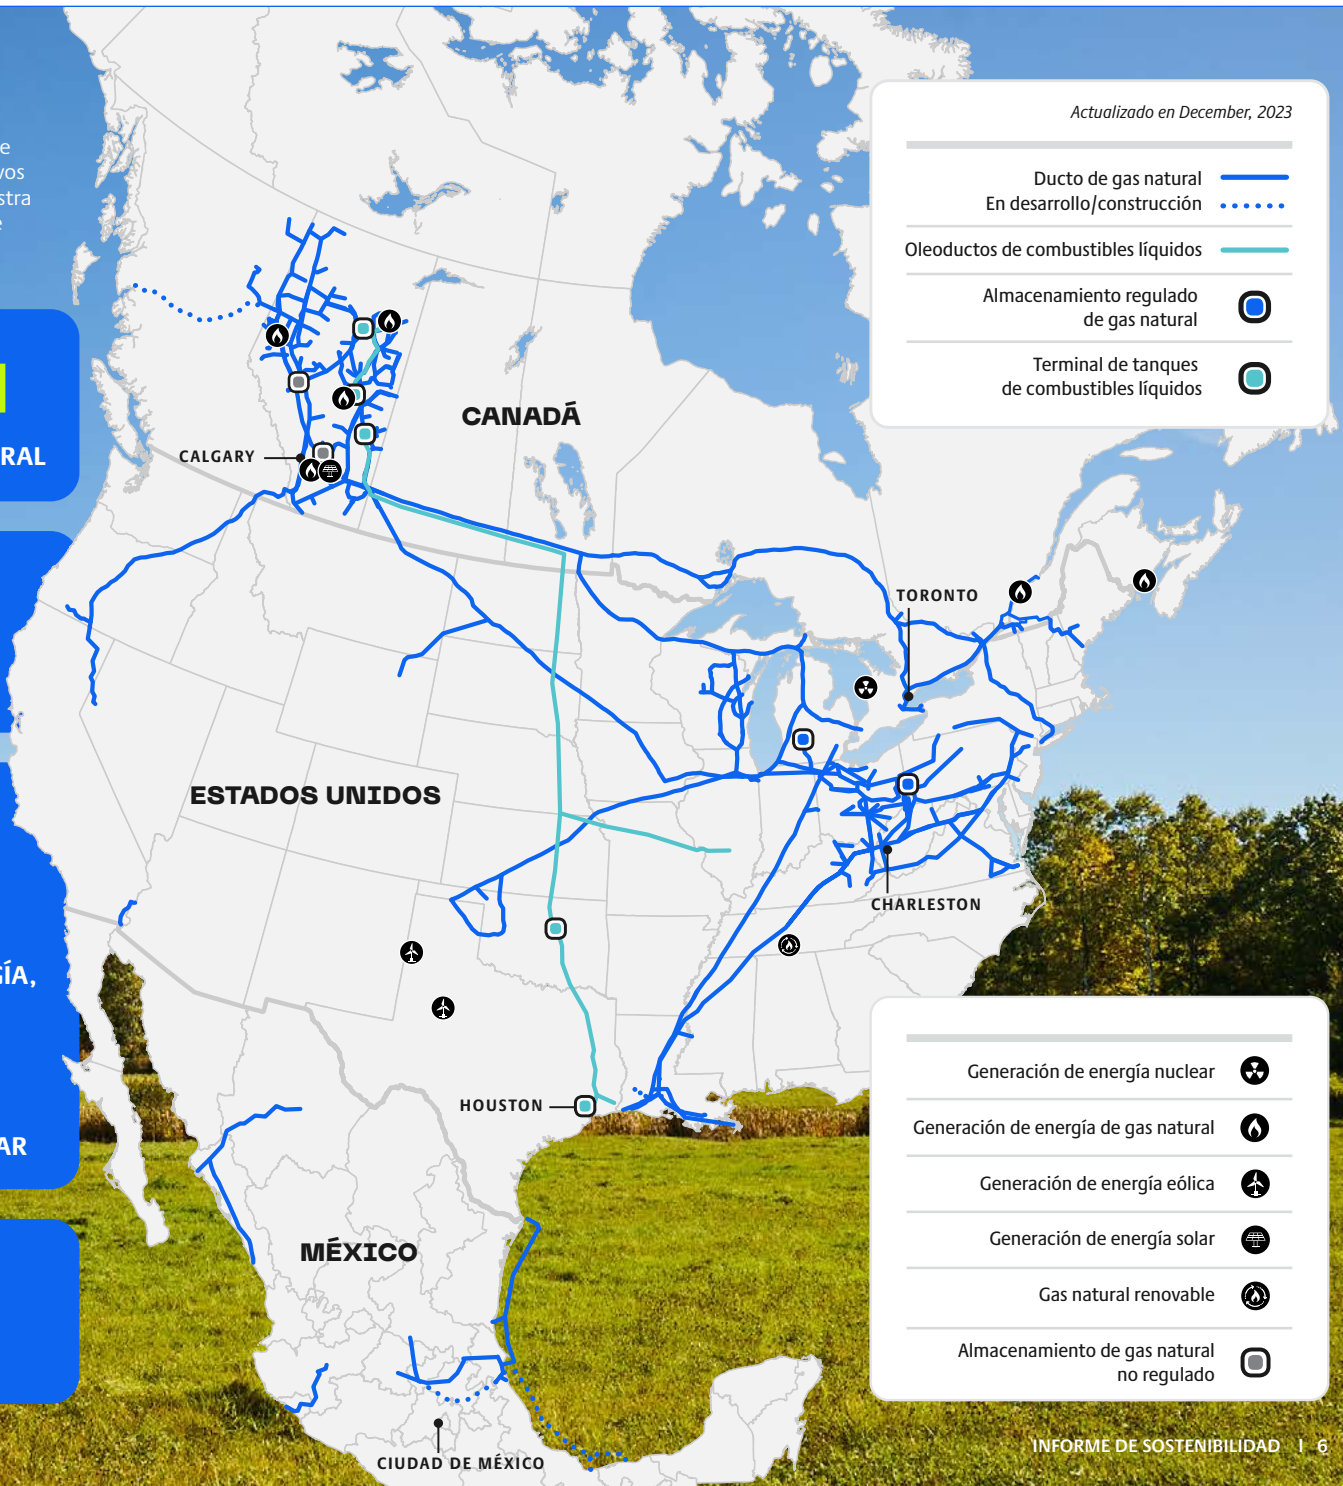 Actualizado en December, 2023
Ducto de gas natural
En desarrollo/construcción
Oleoductos de combustibles líquidos
Almacenamiento regulado
de gas natural
Terminal de tanques
de combustibles líquidos
e
vos
stra
e
RAL
CANADÁ
CALGARY
TORONTO
ESTADOS UNIDOS
CHARLESTON
ÍA,
AR
HOUSTON
MÉXICO
CIUDAD DE MÉXICO
Generación de energía nuclear
Generación de energía de gas natural
Generación de energía eólica
Generación de energía solar
Gas natural renovable
Almacenamiento de gas natural
no regulado
INFORME DE SOSTENIBILIDAD | 6